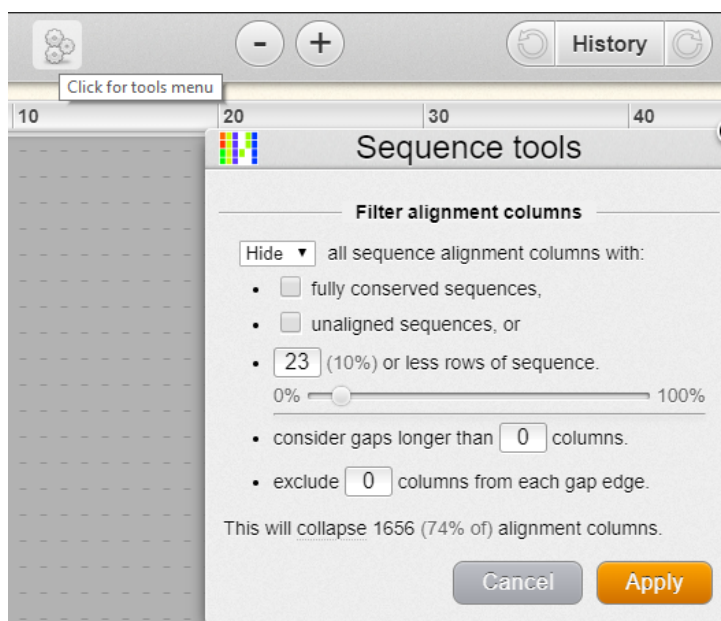 - + History
Click for tools menu
10 20 30 40
Sequence tools
Filter alignment columns
Hide ▼ all sequence alignment columns with:
• fully conserved sequences,
• unaligned sequences, or
• 23 (10%) or less rows of sequence.
0% 100%
• consider gaps longer than 0 columns.
• exclude 0 columns from each gap edge.
This will collapse 1656 (74% of) alignment columns.
Cancel Apply